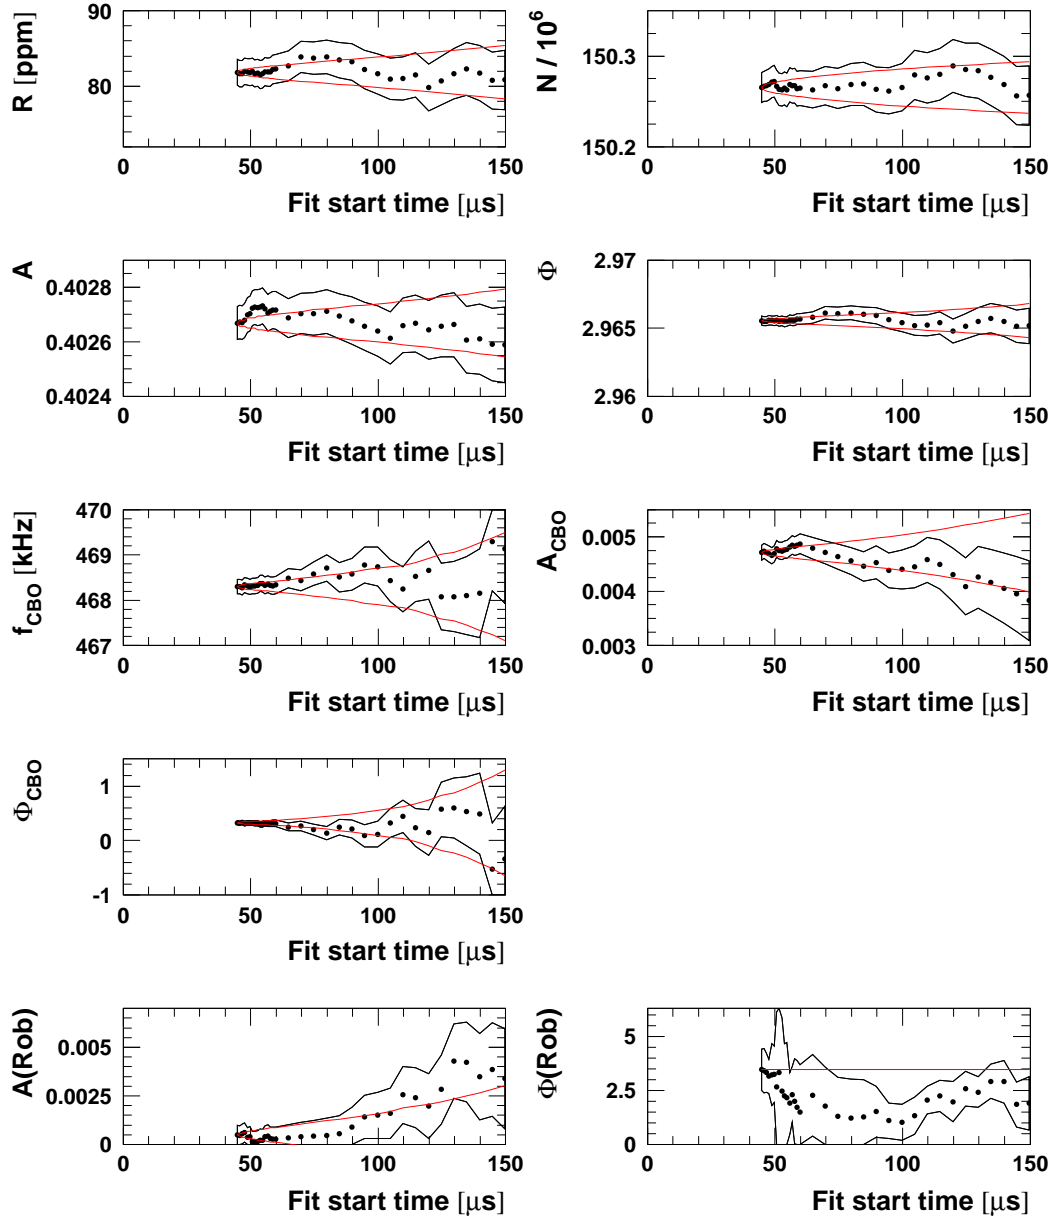 R [ppm]
90
80
0 50 100 150
Fit start time [μs]
N / 10^6
150.3
150.2
0 50 100 150
Fit start time [μs]
A
0.4028
0.4026
0.4024
0 50 100 150
Fit start time [μs]
Φ
2.97
2.965
2.96
0 50 100 150
Fit start time [μs]
f_CBO [kHz]
470
469
468
467
0 50 100 150
Fit start time [μs]
A_CBO
0.005
0.004
0.003
0 50 100 150
Fit start time [μs]
Φ_CBO
1
0
-1
0 50 100 150
Fit start time [μs]
A(Rob)
0.005
0.0025
0
0 50 100 150
Fit start time [μs]
Φ(Rob)
5
2.5
0
0 50 100 150
Fit start time [μs]